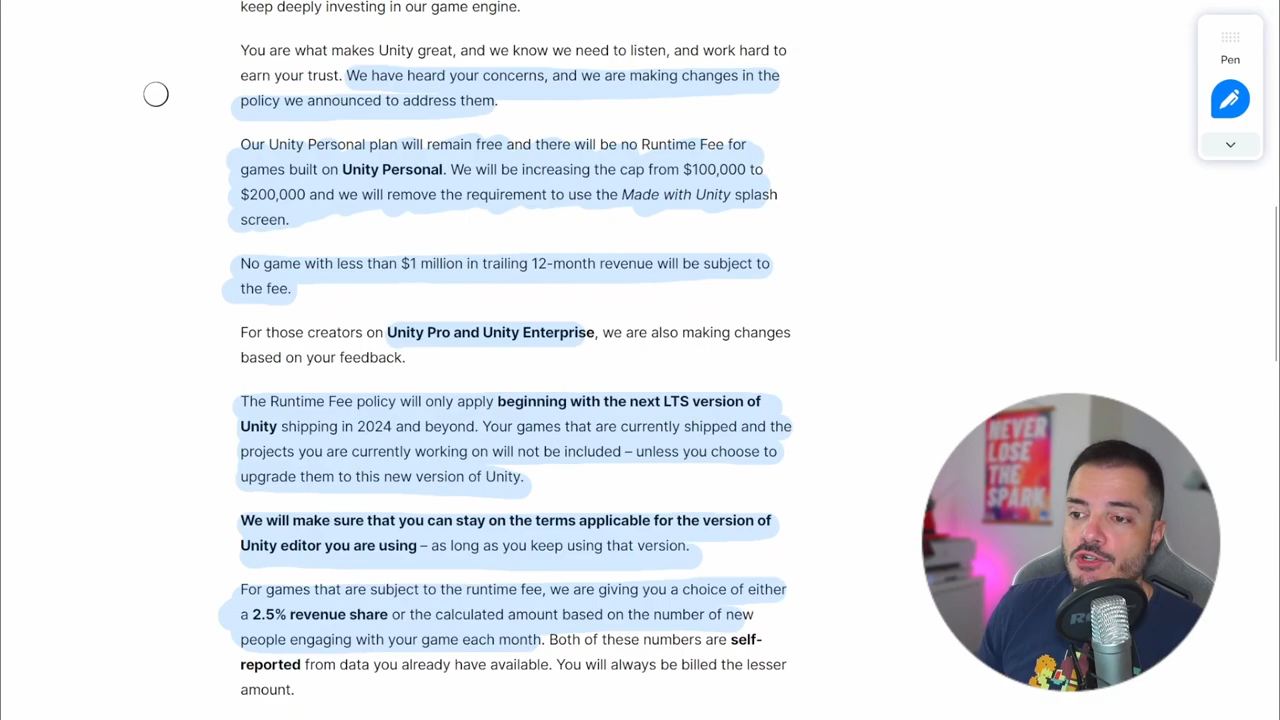 keep deeply investing in our game engine.
You are what makes Unity great, and we know we need to listen, and work hard to
earn your trust. We have heard your concerns, and we are making changes in the
policy we announced to address them.
Our Unity Personal plan will remain free and there will be no Runtime Fee for
games built on Unity Personal. We will be increasing the cap from $100,000 to
$200,000 and we will remove the requirement to use the Made with Unity splash
screen.
No game with less than $1 million in trailing 12-month revenue will be subject to
the fee.
For those creators on Unity Pro and Unity Enterprise, we are also making changes
based on your feedback.
The Runtime Fee policy will only apply beginning with the next LTS version of
Unity shipping in 2024 and beyond. Your games that are currently shipped and the
projects you are currently working on will not be included – unless you choose to
upgrade them to this new version of Unity.
We will make sure that you can stay on the terms applicable for the version of
Unity editor you are using – as long as you keep using that version.
For games that are subject to the runtime fee, we are giving you a choice of either
a 2.5% revenue share or the calculated amount based on the number of new
people engaging with your game each month. Both of these numbers are self-
reported from data you already have available. You will always be billed the lesser
amount.
Pen
NEVER
LOSE
THE
SPARK